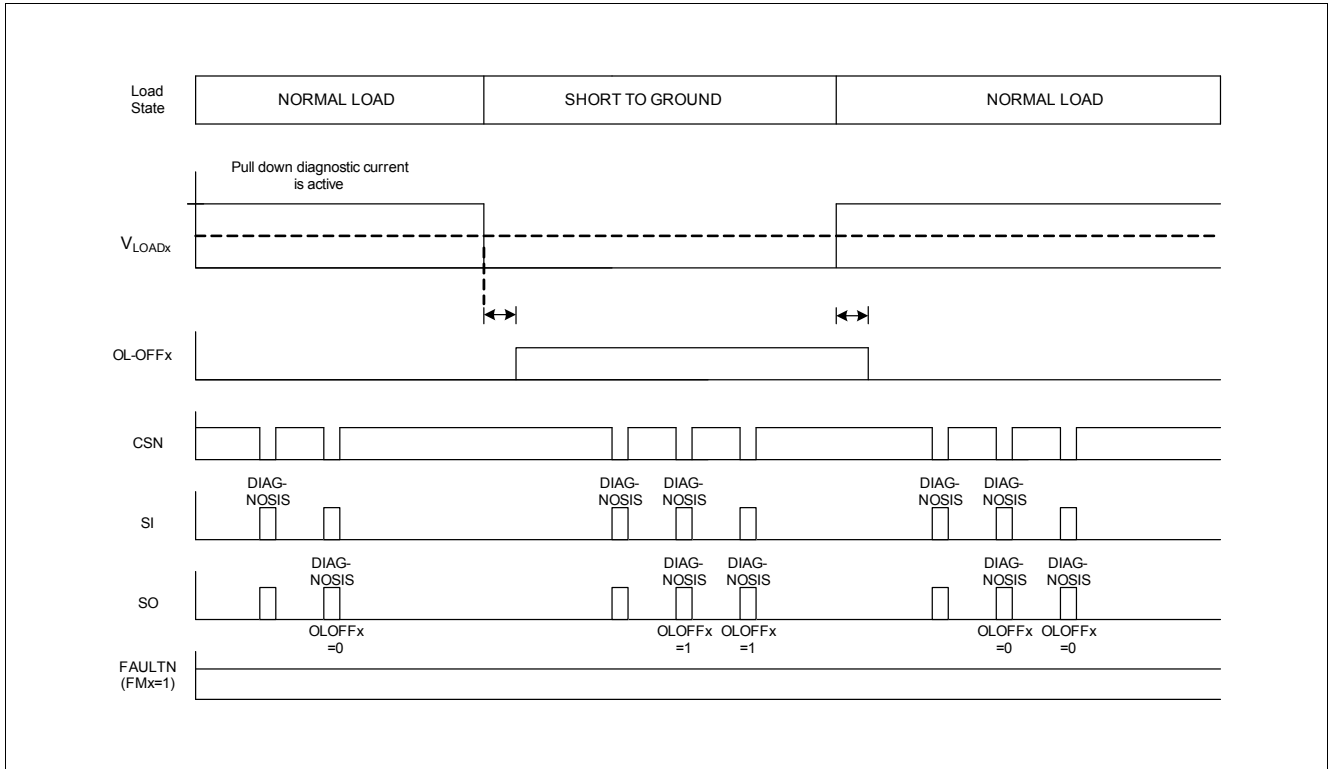 Load
State
NORMAL LOAD
SHORT TO GROUND
NORMAL LOAD
Pull down diagnostic current
is active
VLOADx
OL-OFFx
CSN
DIAG-
NOSIS
DIAG-
NOSIS
DIAG-
NOSIS
DIAG-
NOSIS
DIAG-
NOSIS
SI
DIAG-
NOSIS
DIAG-
NOSIS
DIAG-
NOSIS
DIAG-
NOSIS
DIAG-
NOSIS
SO
OLOFFx
=0
OLOFFx
=1
OLOFFx
=1
OLOFFx
=0
OLOFFx
=0
FAULTN
(FMx=1)